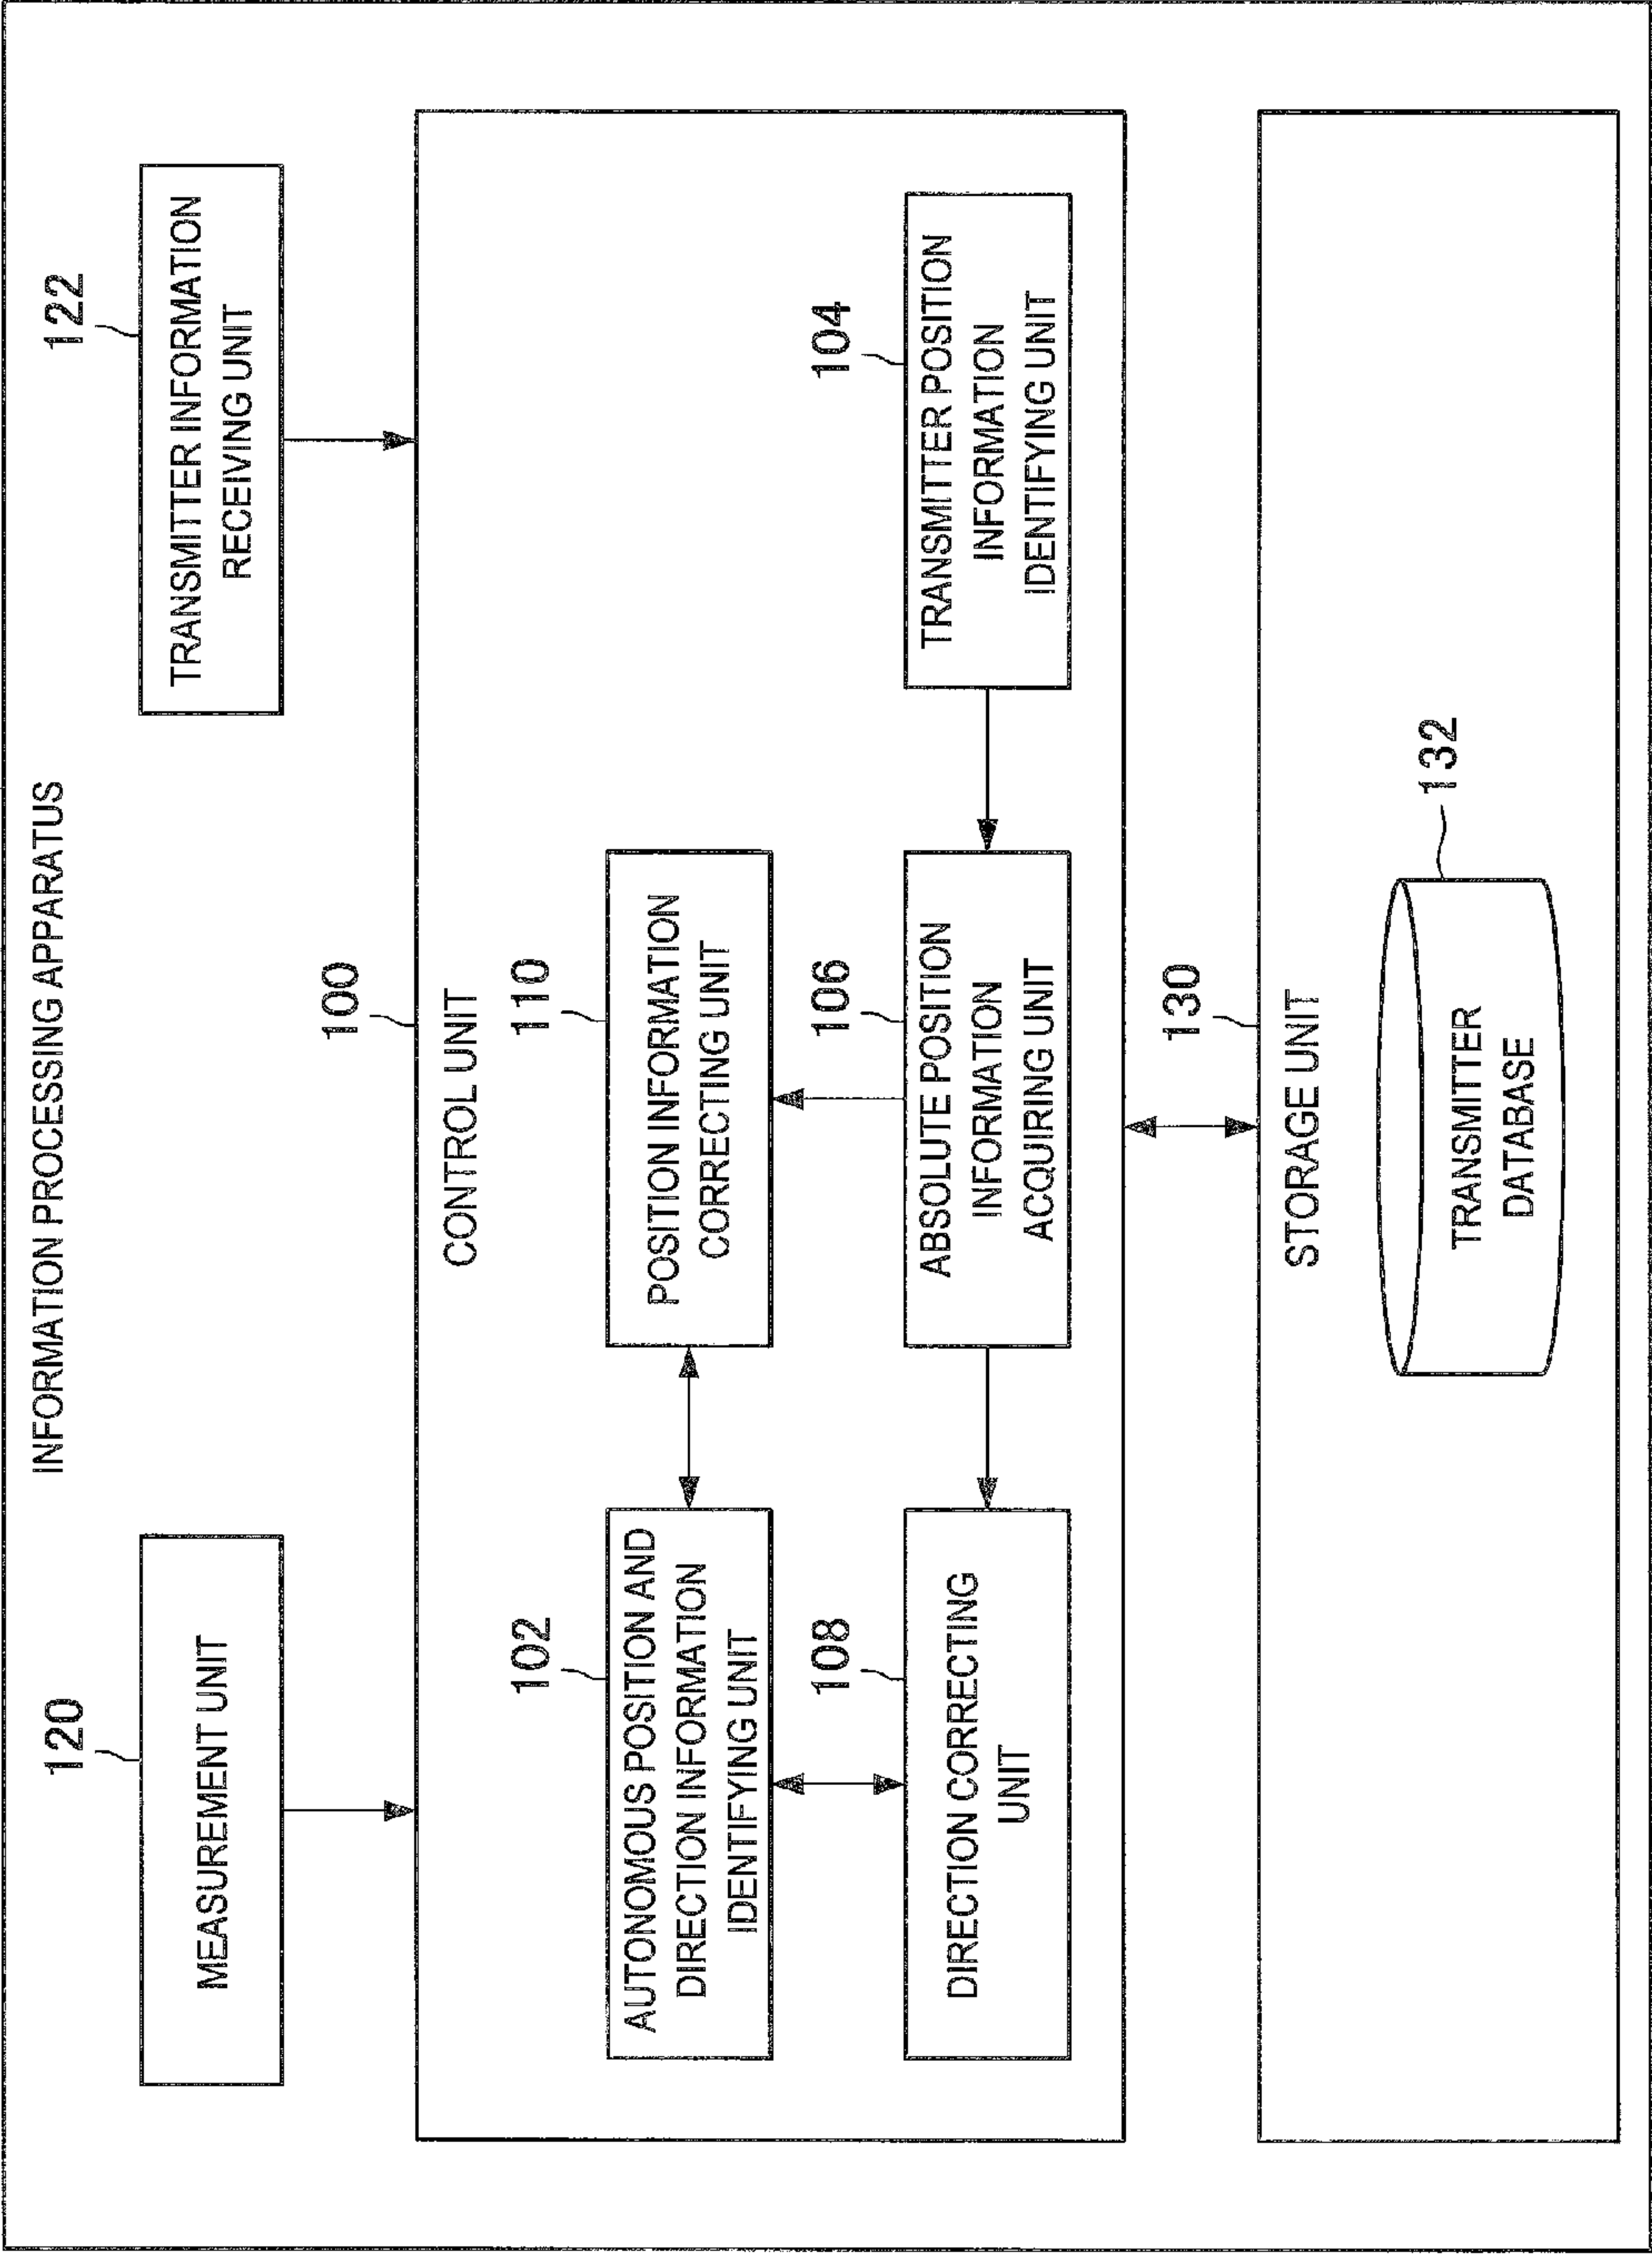 INFORMATION PROCESSING APPARATUS
120
MEASUREMENT UNIT
122
TRANSMITTER INFORMATION
RECEIVING UNIT
100
CONTROL UNIT
102
AUTONOMOUS POSITION AND
DIRECTION INFORMATION
IDENTIFYING UNIT
110
POSITION INFORMATION
CORRECTING UNIT
108
DIRECTION CORRECTING
UNIT
106
ABSOLUTE POSITION
INFORMATION
ACQUIRING UNIT
104
TRANSMITTER POSITION
INFORMATION
IDENTIFYING UNIT
130
STORAGE UNIT
132
TRANSMITTER
DATABASE